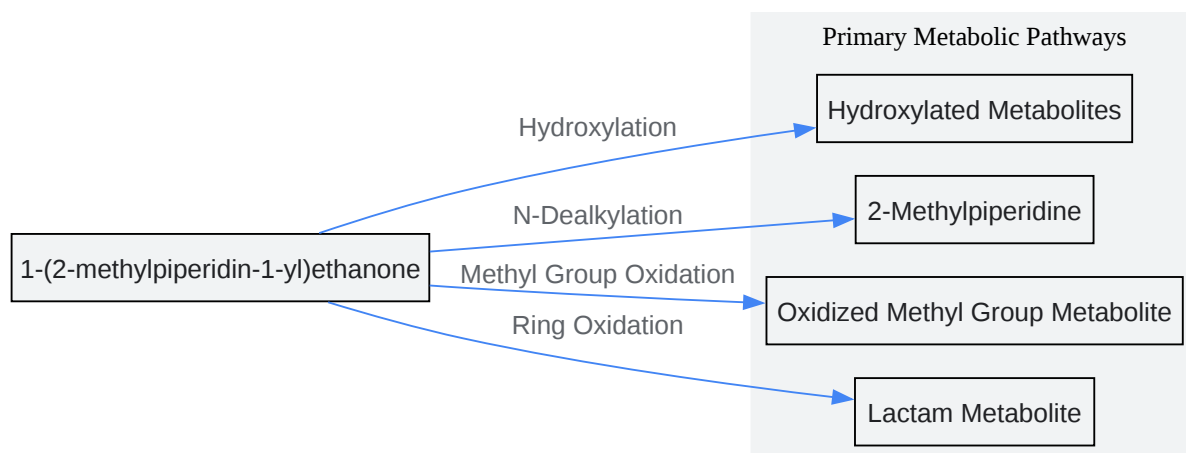 Primary Metabolic Pathways
Hydroxylated Metabolites
Hydroxylation
N-Dealkylation
2-Methylpiperidine
1-(2-methylpiperidin-1-yl)ethanone
Methyl Group Oxidation
Oxidized Methyl Group Metabolite
Ring Oxidation
Lactam Metabolite